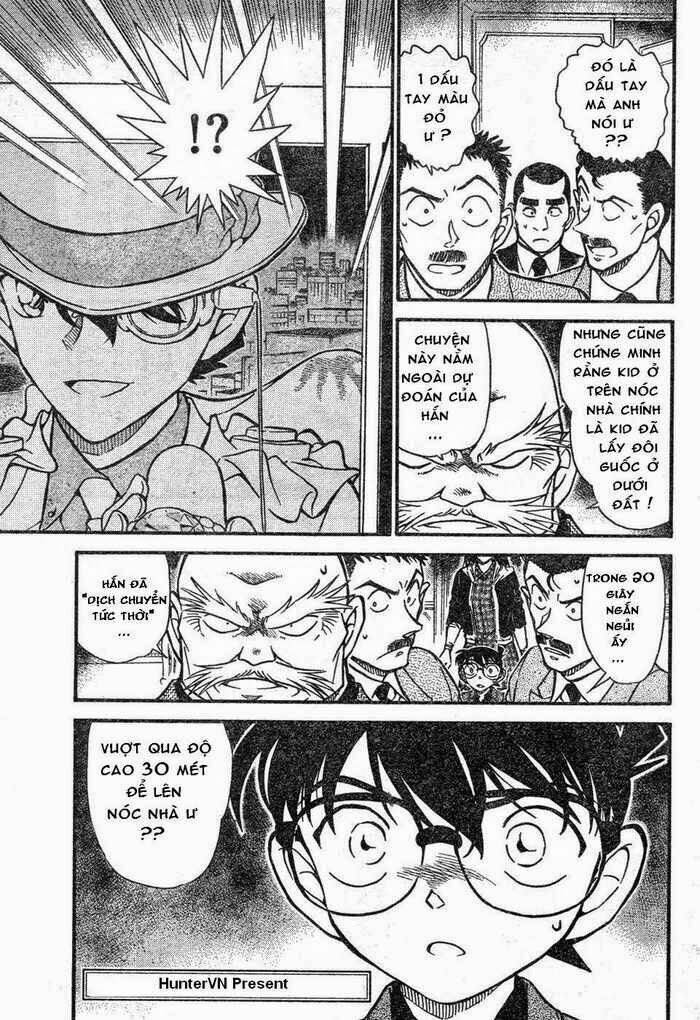 ĐÓ LÀ
DẤU TAY
MÀ ANH
NÓI Ư
??
1 DẤU
TAY MÀU
ĐỎ
Ư ?
!?
NHƯNG CŨNG
CHỨNG MINH
RẰNG KID Ở
TRÊN NÓC
NHÀ CHÍNH
LÀ KID ĐÃ
LẤY ĐÔI
GUỐC Ở
DƯỚI
ĐẤT !
CHUYỆN
NÀY NẰM
NGOÀI DỰ
ĐOÁN CỦA
HẮN
...
TRONG 20
GIÂY
NGẮN
NGỦI
ẤY
...
HẮN ĐÃ
"DỊCH CHUYỂN
TỨC THỜI"
...
VƯỢT QUA ĐỘ
CAO 30 MÉT
ĐỂ LÊN
NÓC NHÀ Ư
??
HunterVN Present